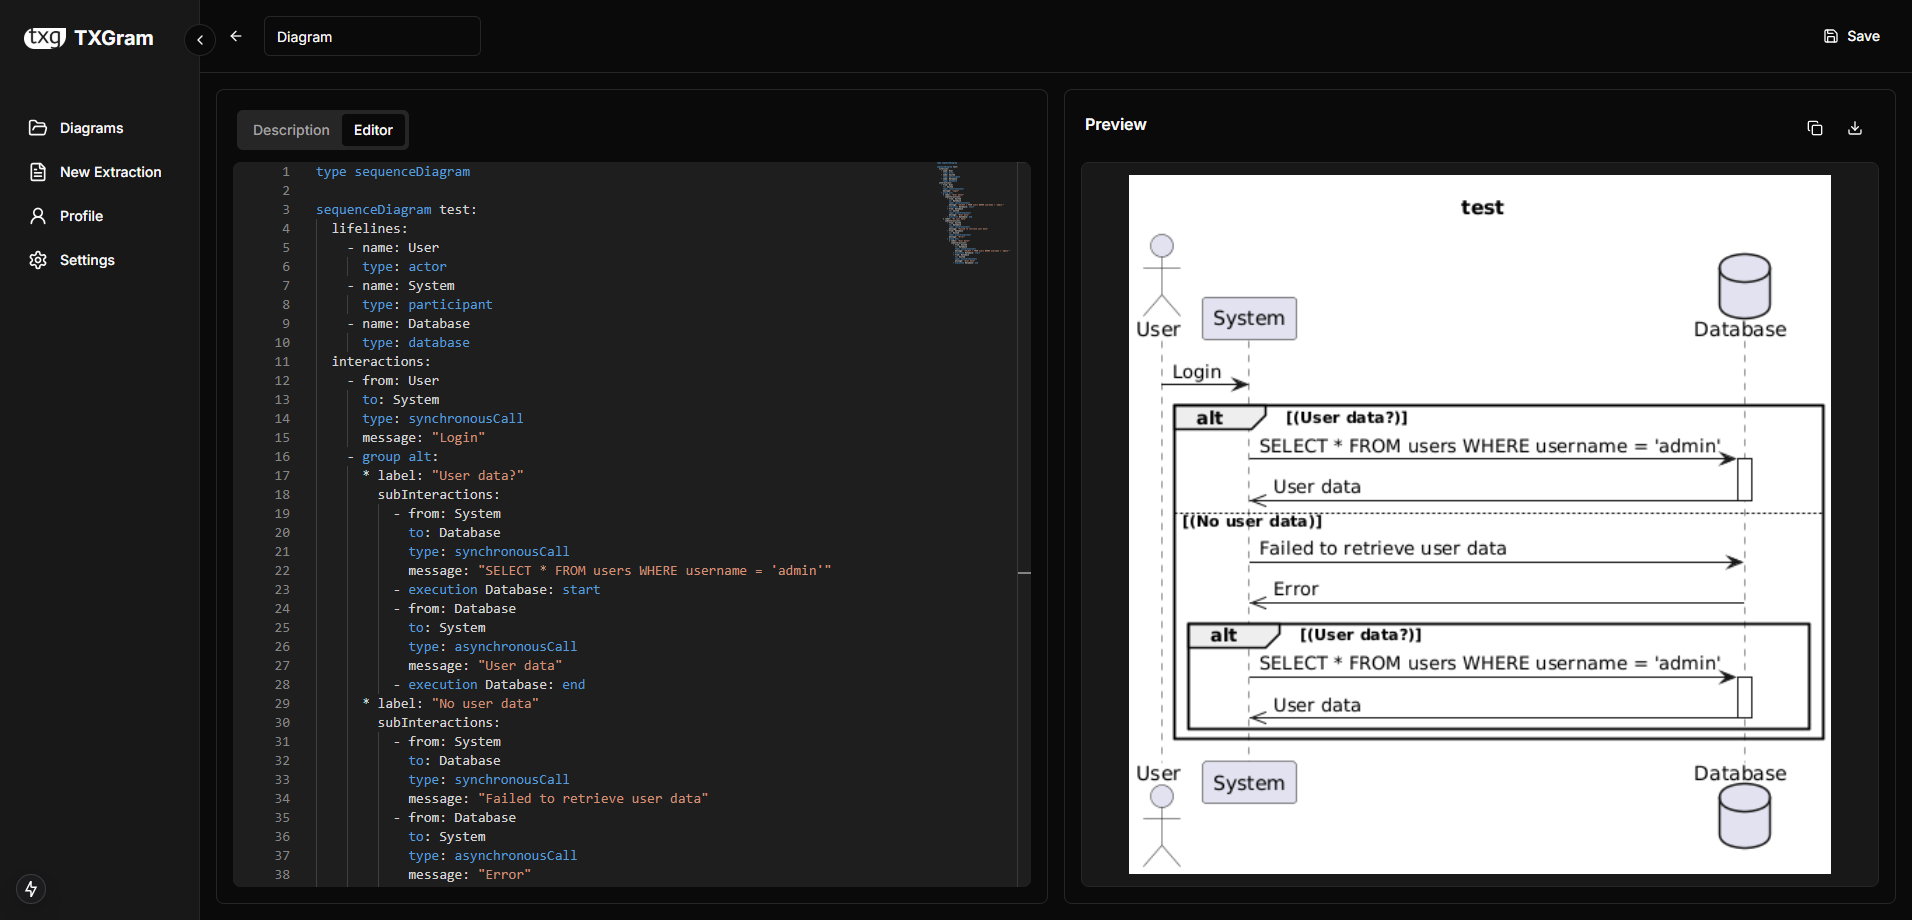 txg TXGram
Diagram
Save
Diagrams
New Extraction
Profile
Settings
Description Editor
1 type sequenceDiagram
2
3 sequenceDiagram test:
4 lifelines:
5 - name: User
6 type: actor
7 - name: System
8 type: participant
9 - name: Database
10 type: database
11 interactions:
12 - from: User
13 to: System
14 type: synchronousCall
15 message: "Login"
16 - group alt:
17 * label: "User data?"
18 subInteractions:
19 - from: System
20 to: Database
21 type: synchronousCall
22 message: "SELECT * FROM users WHERE username = 'admin'"
23 - execution Database: start
24 - from: Database
25 to: System
26 type: asynchronousCall
27 message: "User data"
28 - execution Database: end
29 * label: "No user data"
30 subInteractions:
31 - from: System
32 to: Database
33 type: synchronousCall
34 message: "Failed to retrieve user data"
35 - from: Database
36 to: System
37 type: asynchronousCall
38 message: "Error"
Preview
test
User
System
Database
Login
alt [(User data?)]
SELECT * FROM users WHERE username = 'admin'
User data
[(No user data)]
Failed to retrieve user data
Error
alt [(User data?)]
SELECT * FROM users WHERE username = 'admin'
User data
User
System
Database